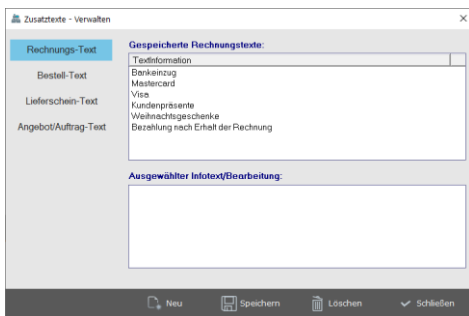 Zusatztexte - Verwalten
Rechnungs-Text
Bestell-Text
Lieferschein-Text
Angebot/Auftrag-Text
Gespeicherte Rechnungstexte:
TextInformation
Bankeinzug
Mastercard
Visa
Kundenpräsente
Weihnachtsgeschenke
Bezahlung nach Erhalt der Rechnung
Ausgewählter Infotext/Bearbeitung:
Neu
Speichern
Löschen
Schließen